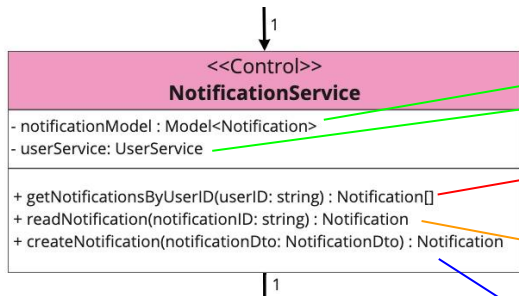 1
<<Control>>
NotificationService
- notificationModel : Model<Notification>
- userService: UserService
+ getNotificationsByUserID(userID: string) : Notification[]
+ readNotification(notificationID: string) : Notification
+ createNotification(notificationDto: NotificationDto) : Notification
1